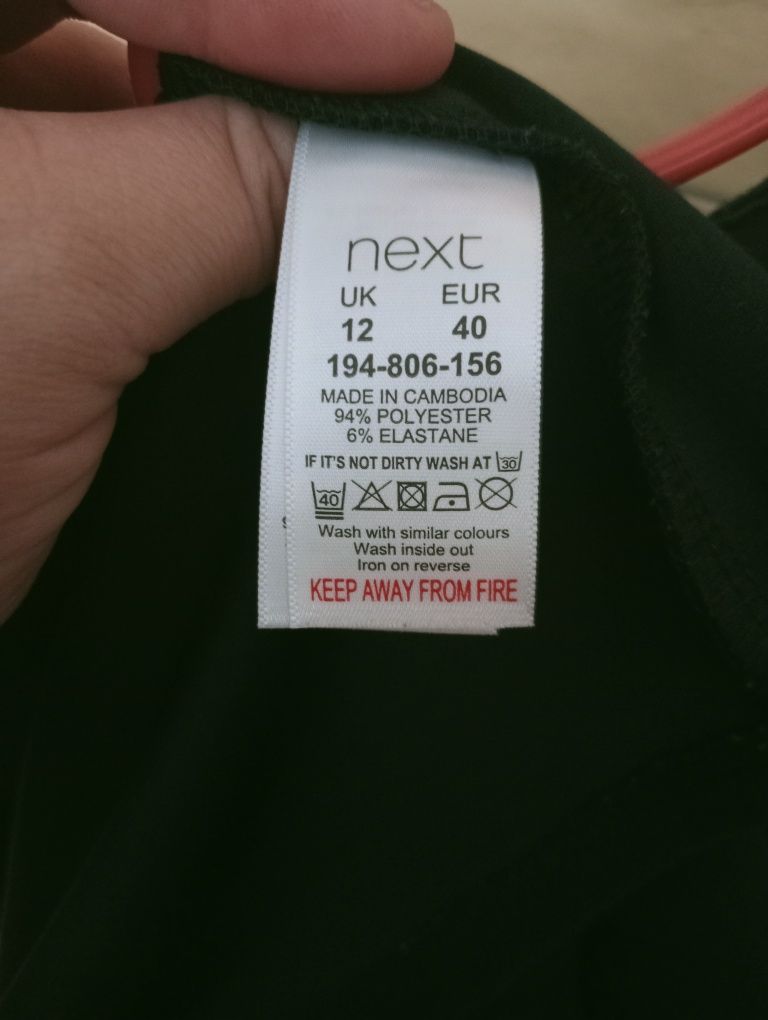 next
UK EUR
12 40
194-806-156
MADE IN CAMBODIA
94% POLYESTER
6% ELASTANE
IF IT'S NOT DIRTY WASH AT 30
40
Wash with similar colours
Wash inside out
Iron on reverse
KEEP AWAY FROM FIRE